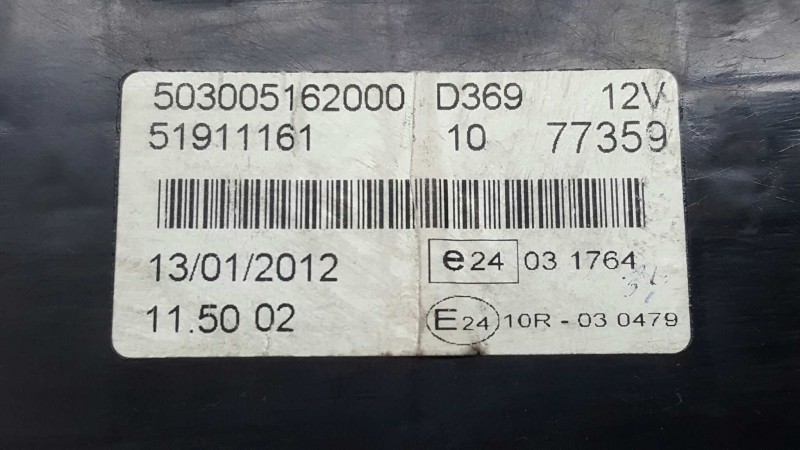 503005162000 D369 12V
51911161 10 77359
13/01/2012 e24 03 1764
11.50 02 E24 10R - 03 0479